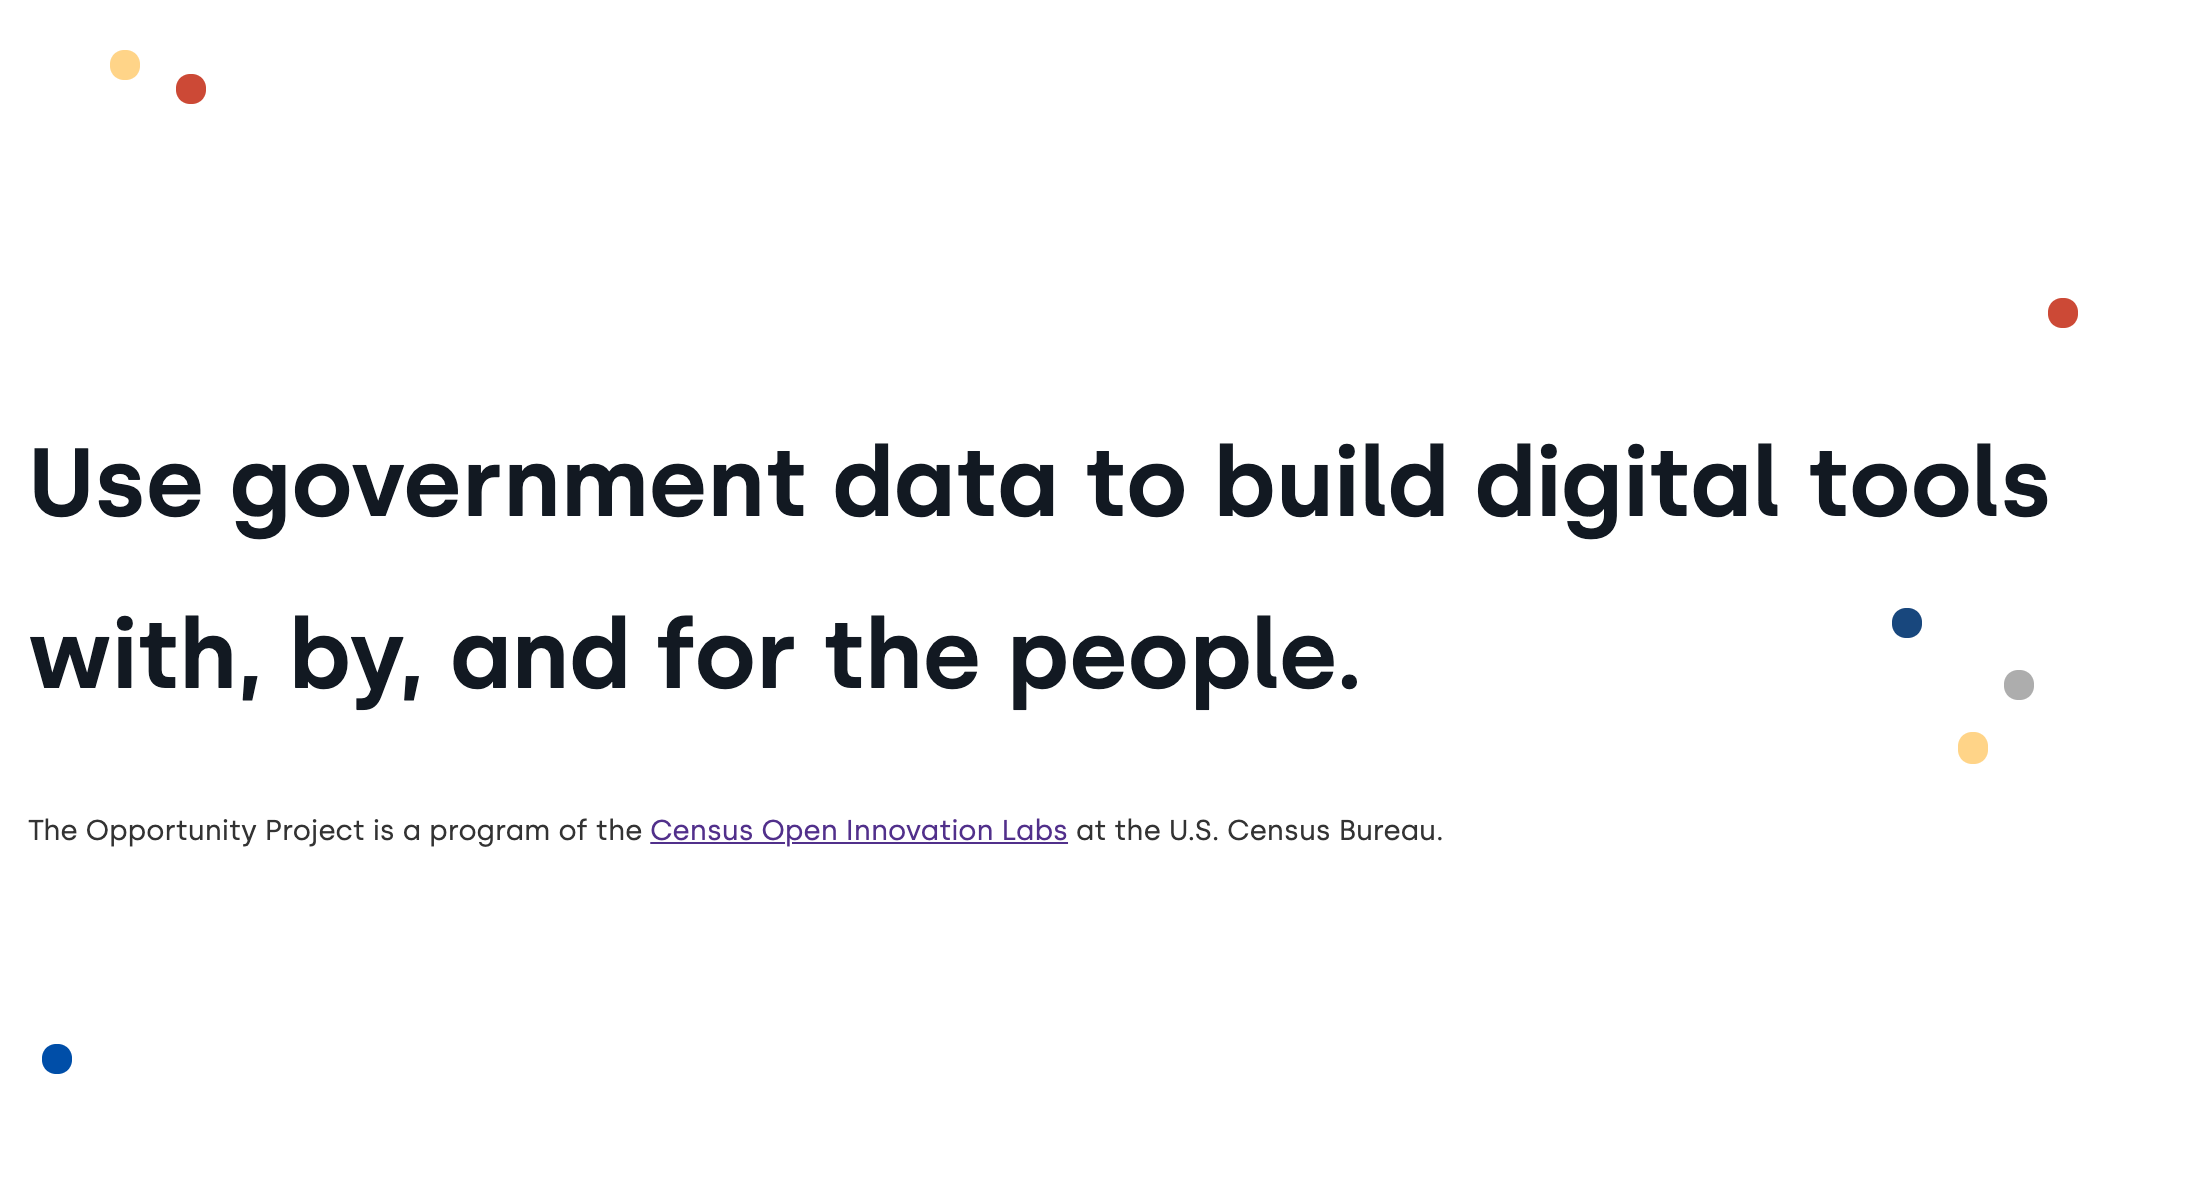 Use government data to build digital tools
with, by, and for the people.
The Opportunity Project is a program of the Census Open Innovation Labs at the U.S. Census Bureau.